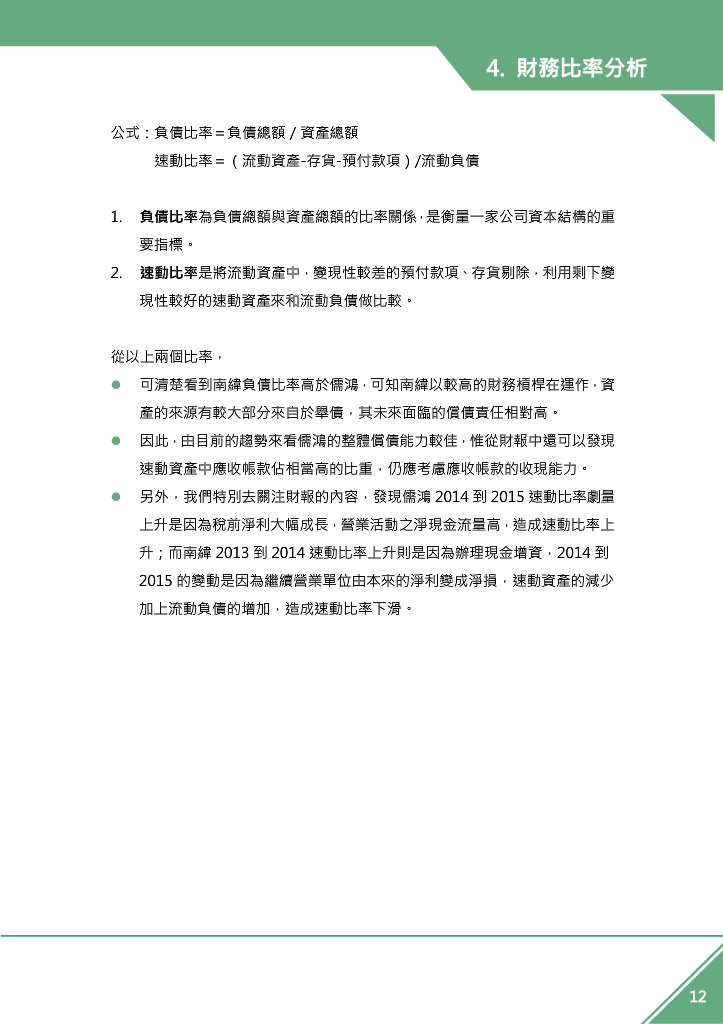 4. 財務比率分析
公式：負債比率＝負債總額 / 資產總額
速動比率＝（流動資產-存貨-預付款項）/流動負債
1. 負債比率為負債總額與資產總額的比率關係，是衡量一家公司資本結構的重
要指標。
2. 速動比率是將流動資產中，變現性較差的預付款項、存貨剔除，利用剩下變
現性較好的速動資產來和流動負債做比較。
從以上兩個比率，
● 可清楚看到南緯負債比率高於儒鴻，可知南緯以較高的財務槓桿在運作，資
產的來源有較大部分來自於舉債，其未來面臨的償債責任相對高。
● 因此，由目前的趨勢來看儒鴻的整體償債能力較佳，惟從財報中還可以發現
速動資產中應收帳款佔相當高的比重，仍應考慮應收帳款的收現能力。
● 另外，我們特別去關注財報的內容，發現儒鴻 2014 到 2015 速動比率劇量
上升是因為稅前淨利大幅成長，營業活動之淨現金流量高，造成速動比率上
升；而南緯 2013 到 2014 速動比率上升則是因為辦理現金增資，2014 到
2015 的變動是因為繼續營業單位由本來的淨利變成淨損，速動資產的減少
加上流動負債的增加，造成速動比率下滑。
12